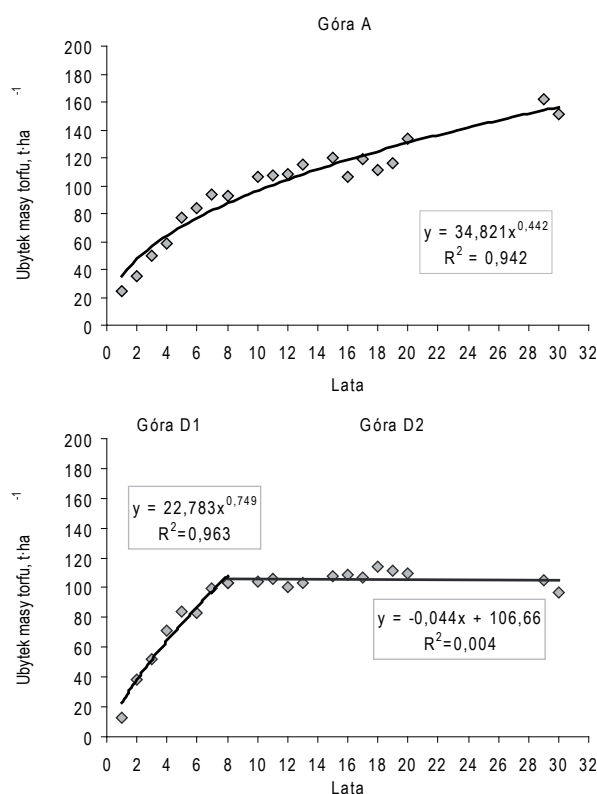 Góra A
Ubytek masy torfu, t·ha⁻¹
200
180
160
140
120
100
80
60
40
20
0
y = 34,821x^0,442
R² = 0,942
0 2 4 6 8 10 12 14 16 18 20 22 24 26 28 30 32
Lata
Góra D1 Góra D2
Ubytek masy torfu, t·ha⁻¹
200
180
160
140
120
100
80
60
40
20
0
y = 22,783x^0,749
R²=0,963
y = -0,044x + 106,66
R²=0,004
0 2 4 6 8 10 12 14 16 18 20 22 24 26 28 30 32
Lata